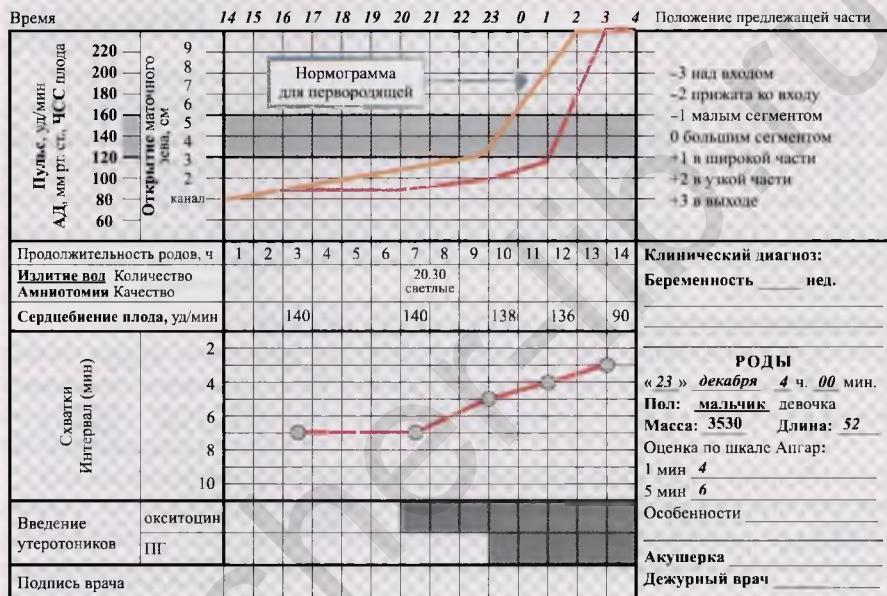 Время 14 15 16 17 18 19 20 21 22 23 0 1 2 3 4 Положение предлежащей части
Пульс, уд/мин
АД, мм рт. ст., ЧСС плода
220
200
180
160
140
120
100
80
60
Открытие маточного
зева, см
9
8
7
6
5
4
3
2
канал
Нормограмма
для первородящей
–3 над входом
–2 прижата ко входу
–1 малым сегментом
0 большим сегментом
+1 в широкой части
+2 в узкой части
+3 в выходе
Продолжительность родов, ч 1 2 3 4 5 6 7 8 9 10 11 12 13 14
Излитие вод Количество 20.30
Амниотомия Качество светлые
Сердцебиение плода, уд/мин 140 140 138 136 90
Схватки
Интервал (мин)
2
4
6
8
10
Введение
утеротоников
окситоцин
ПГ
Подпись врача
Клинический диагноз:
Беременность ____ нед.
РОДЫ
« 23 » декабря 4 ч. 00 мин.
Пол: мальчик девочка
Масса: 3530 Длина: 52
Оценка по шкале Апгар:
1 мин 4
5 мин 6
Особенности
Акушерка
Дежурный врач